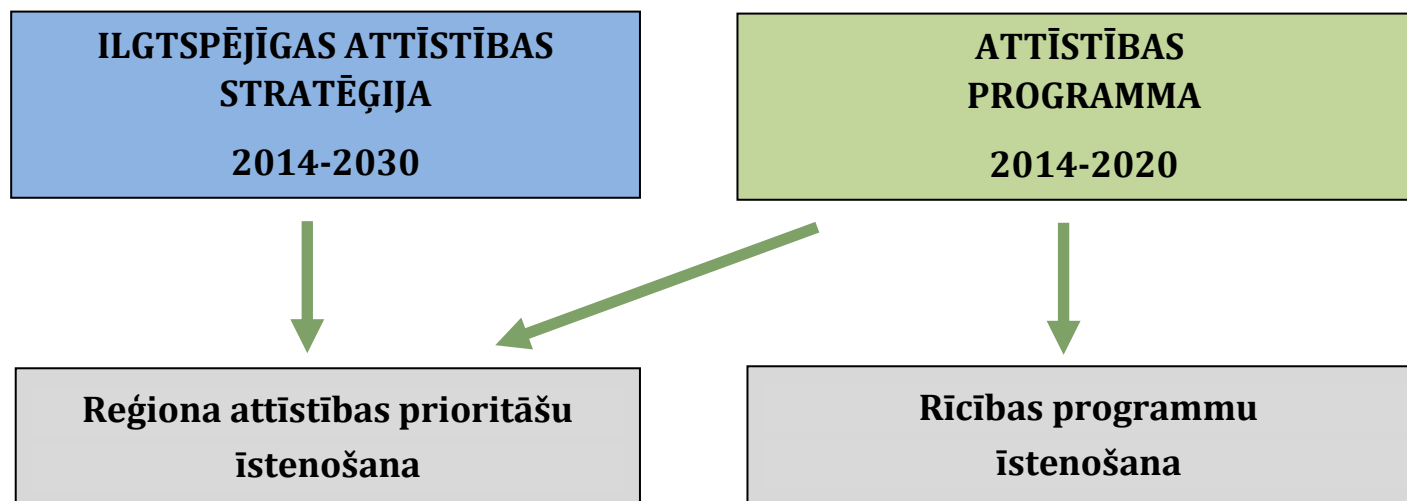 ILGTSPĒJĪGAS ATTĪSTĪBAS
STRATĒĢIJA
2014-2030
ATTĪSTĪBAS
PROGRAMMA
2014-2020
Reģiona attīstības prioritāšu
īstenošana
Rīcības programmu
īstenošana